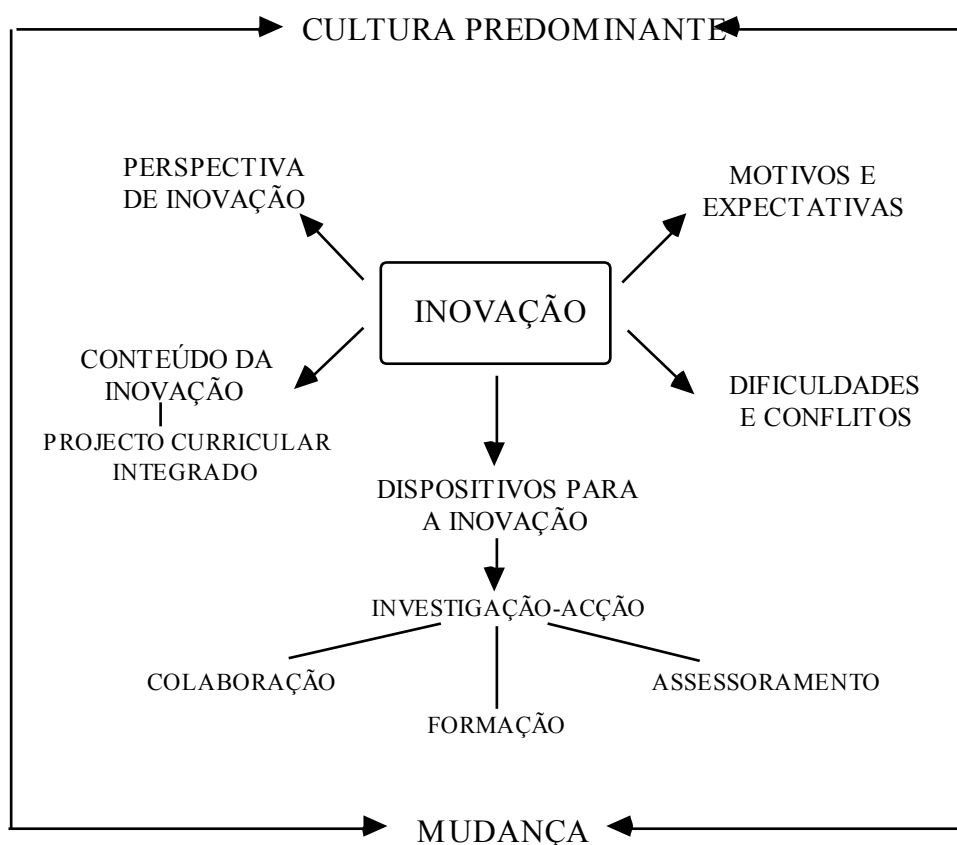 CULTURA PREDOMINANTE
PERSPECTIVA
DE INOVAÇÃO
MOTIVOS E
EXPECTATIVAS
INOVAÇÃO
CONTEÚDO DA
INOVAÇÃO
PROJECTO CURRICULAR
INTEGRADO
DIFICULDADES
E CONFLITOS
DISPOSITIVOS PARA
A INOVAÇÃO
INVESTIGAÇÃO-ACÇÃO
COLABORAÇÃO
ASSESSORAMENTO
FORMAÇÃO
MUDANÇA